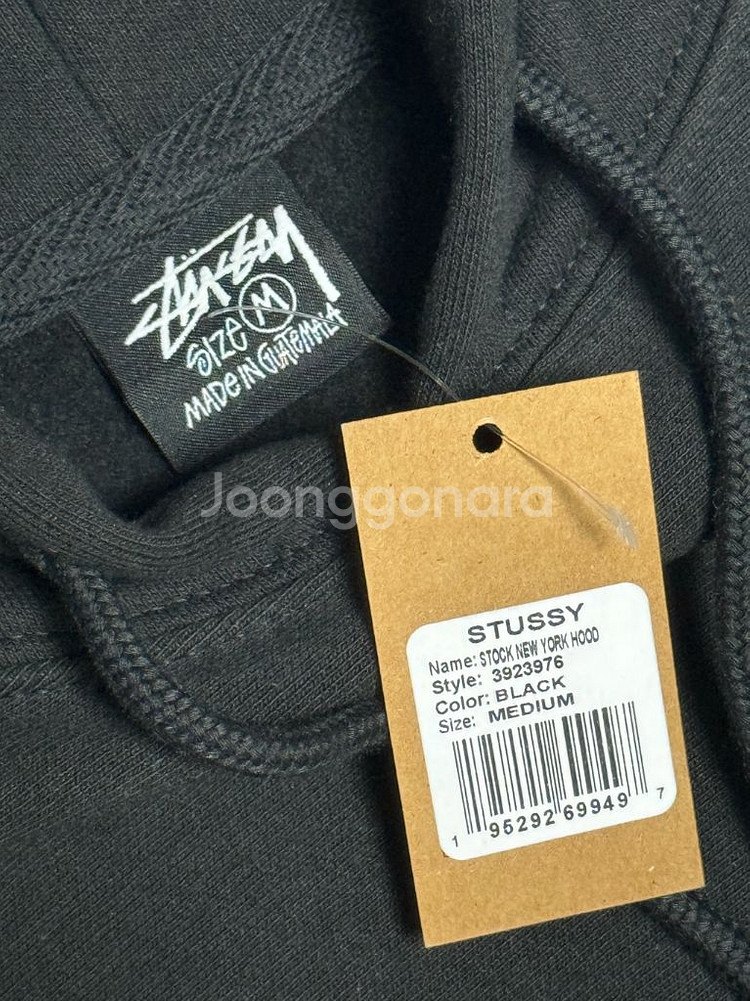 STÜSSY
SIZE M
MADE IN GUATEMALA
Joonggonara
STUSSY
Name: STOCK NEW YORK HOOD
Style: 3923976
Color: BLACK
Size: MEDIUM
1 95292 69949 7